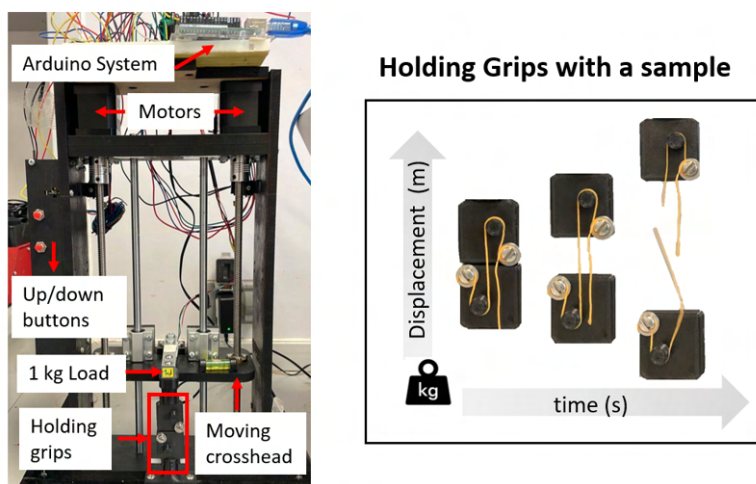 Arduino System
Motors
Up/down
buttons
1 kg Load
Holding
grips
Moving
crosshead
Holding Grips with a sample
Displacement (m)
kg
time (s)